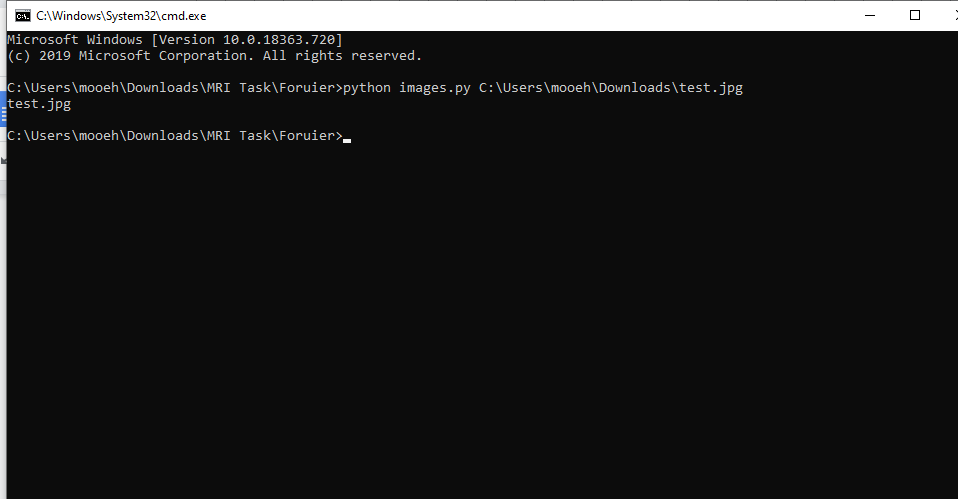 C:\Windows\System32\cmd.exe
Microsoft Windows [Version 10.0.18363.720]
(c) 2019 Microsoft Corporation. All rights reserved.
C:\Users\mooeh\Downloads\MRI Task\Foruier>python images.py C:\Users\mooeh\Downloads\test.jpg
test.jpg
C:\Users\mooeh\Downloads\MRI Task\Foruier>